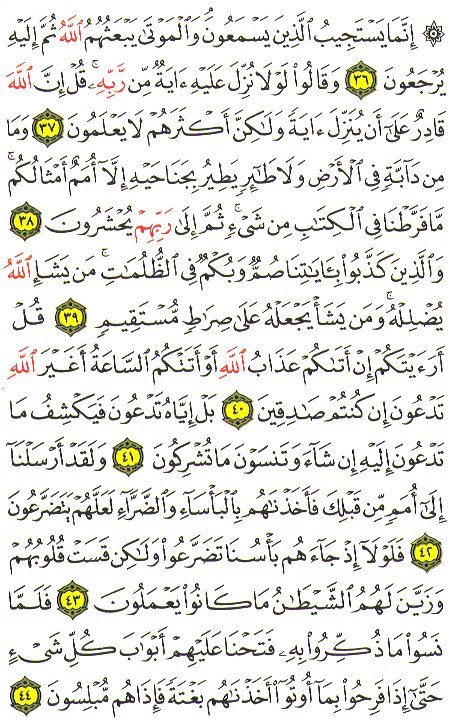 ۞ إِنَّمَا يَسْتَجِيبُ ٱلَّذِينَ يَسْمَعُونَ وَٱلْمَوْتَىٰ يَبْعَثُهُمُ ٱللَّهُ ثُمَّ إِلَيْهِ
يُرْجَعُونَ ٣٦ وَقَالُوا۟ لَوْلَا نُزِّلَ عَلَيْهِ ءَايَةٌ مِّن رَّبِّهِۦ ۚ قُلْ إِنَّ ٱللَّهَ
قَادِرٌ عَلَىٰٓ أَن يُنَزِّلَ ءَايَةً وَلَـٰكِنَّ أَكْثَرَهُمْ لَا يَعْلَمُونَ ٣٧ وَمَا
مِن دَآبَّةٍ فِى ٱلْأَرْضِ وَلَا طَـٰٓئِرٍ يَطِيرُ بِجَنَاحَيْهِ إِلَّآ أُمَمٌ أَمْثَالُكُم ۚ
مَّا فَرَّطْنَا فِى ٱلْكِتَـٰبِ مِن شَىْءٍ ۚ ثُمَّ إِلَىٰ رَبِّهِمْ يُحْشَرُونَ ٣٨
وَٱلَّذِينَ كَذَّبُوا۟ بِـَٔايَـٰتِنَا صُمٌّ وَبُكْمٌ فِى ٱلظُّلُمَـٰتِ ۗ مَن يَشَإِ ٱللَّهُ
يُضْلِلْهُ وَمَن يَشَأْ يَجْعَلْهُ عَلَىٰ صِرَٰطٍ مُّسْتَقِيمٍ ٣٩ قُلْ
أَرَءَيْتَكُمْ إِنْ أَتَىٰكُمْ عَذَابُ ٱللَّهِ أَوْ أَتَتْكُمُ ٱلسَّاعَةُ أَغَيْرَ ٱللَّهِ
تَدْعُونَ إِن كُنتُمْ صَـٰدِقِينَ ٤٠ بَلْ إِيَّاهُ تَدْعُونَ فَيَكْشِفُ مَا
تَدْعُونَ إِلَيْهِ إِن شَآءَ وَتَنسَوْنَ مَا تُشْرِكُونَ ٤١ وَلَقَدْ أَرْسَلْنَآ
إِلَىٰٓ أُمَمٍ مِّن قَبْلِكَ فَأَخَذْنَـٰهُم بِٱلْبَأْسَآءِ وَٱلضَّرَّآءِ لَعَلَّهُمْ يَتَضَرَّعُونَ
٤٢ فَلَوْلَآ إِذْ جَآءَهُم بَأْسُنَا تَضَرَّعُوا۟ وَلَـٰكِن قَسَتْ قُلُوبُهُمْ
وَزَيَّنَ لَهُمُ ٱلشَّيْطَـٰنُ مَا كَانُوا۟ يَعْمَلُونَ ٤٣ فَلَمَّا
نَسُوا۟ مَا ذُكِّرُوا۟ بِهِۦ فَتَحْنَا عَلَيْهِمْ أَبْوَٰبَ كُلِّ شَىْءٍ
حَتَّىٰٓ إِذَا فَرِحُوا۟ بِمَآ أُوتُوٓا۟ أَخَذْنَـٰهُم بَغْتَةً فَإِذَا هُم مُّبْلِسُونَ ٤٤